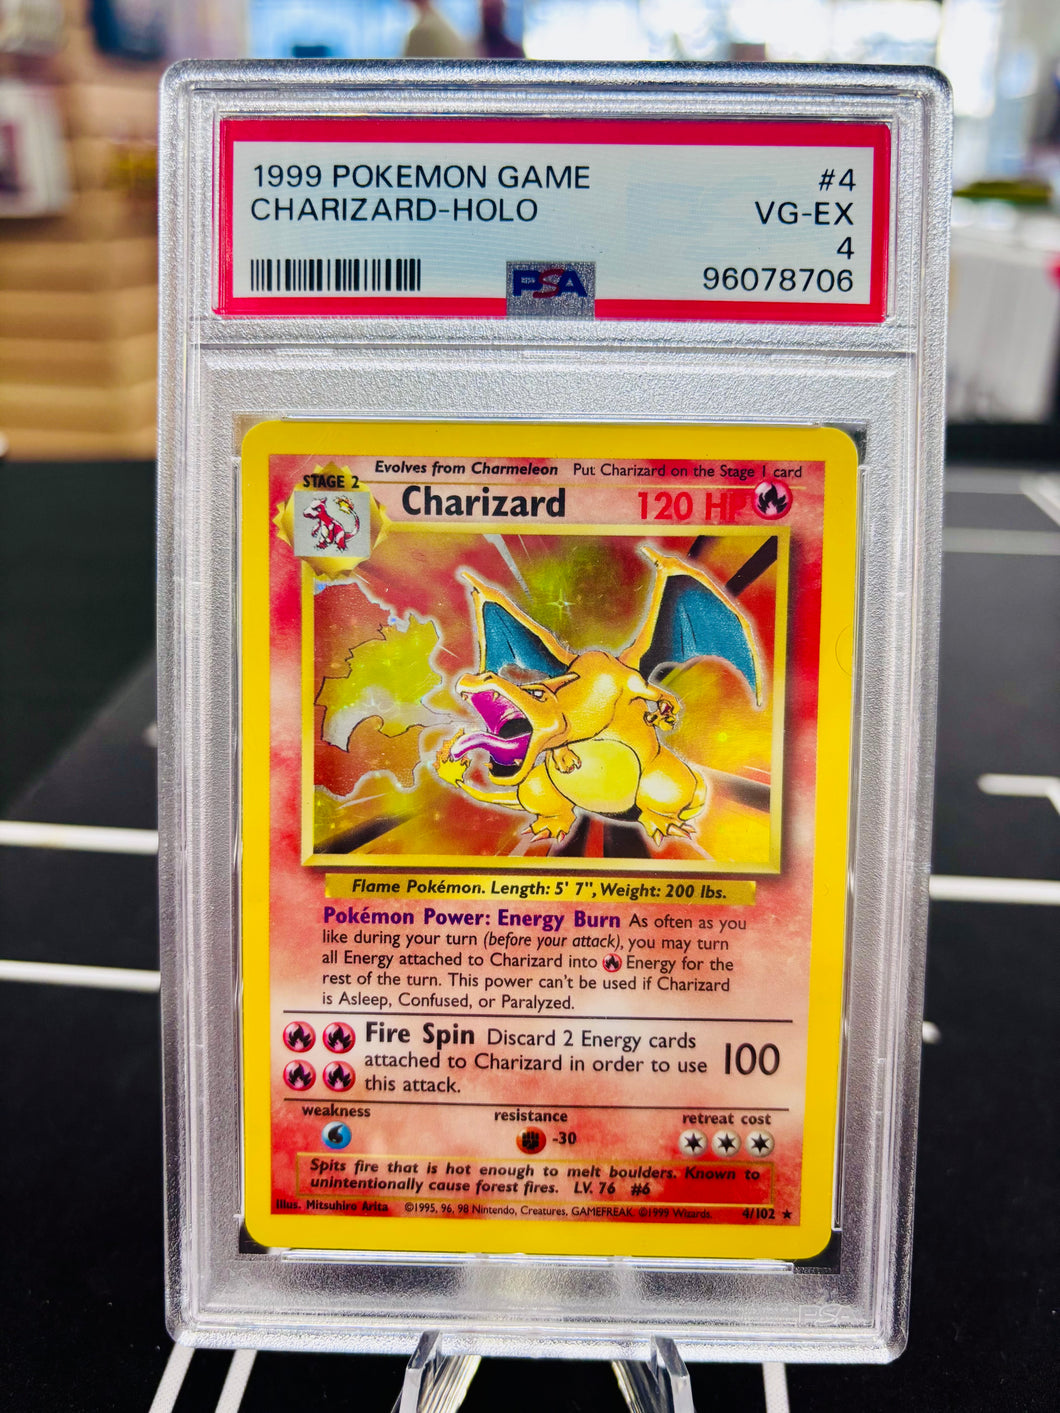 1999 POKEMON GAME #4
CHARIZARD-HOLO VG-EX
4
PSA 96078706
Evolves from Charmeleon Put Charizard on the Stage 1 card
STAGE 2
Charizard 120 HP
Flame Pokémon. Length: 5' 7", Weight: 200 lbs.
Pokémon Power: Energy Burn As often as you
like during your turn (before your attack), you may turn
all Energy attached to Charizard into Energy for the
rest of the turn. This power can't be used if Charizard
is Asleep, Confused, or Paralyzed.
Fire Spin Discard 2 Energy cards
attached to Charizard in order to use 100
this attack.
weakness resistance retreat cost
-30
Spits fire that is hot enough to melt boulders. Known to
unintentionally cause forest fires. LV. 76 #6
Illus. Mitsuhiro Arita ©1995, 96, 98 Nintendo, Creatures, GAMEFREAK ©1999 Wizards. 4/102 ★
PSA